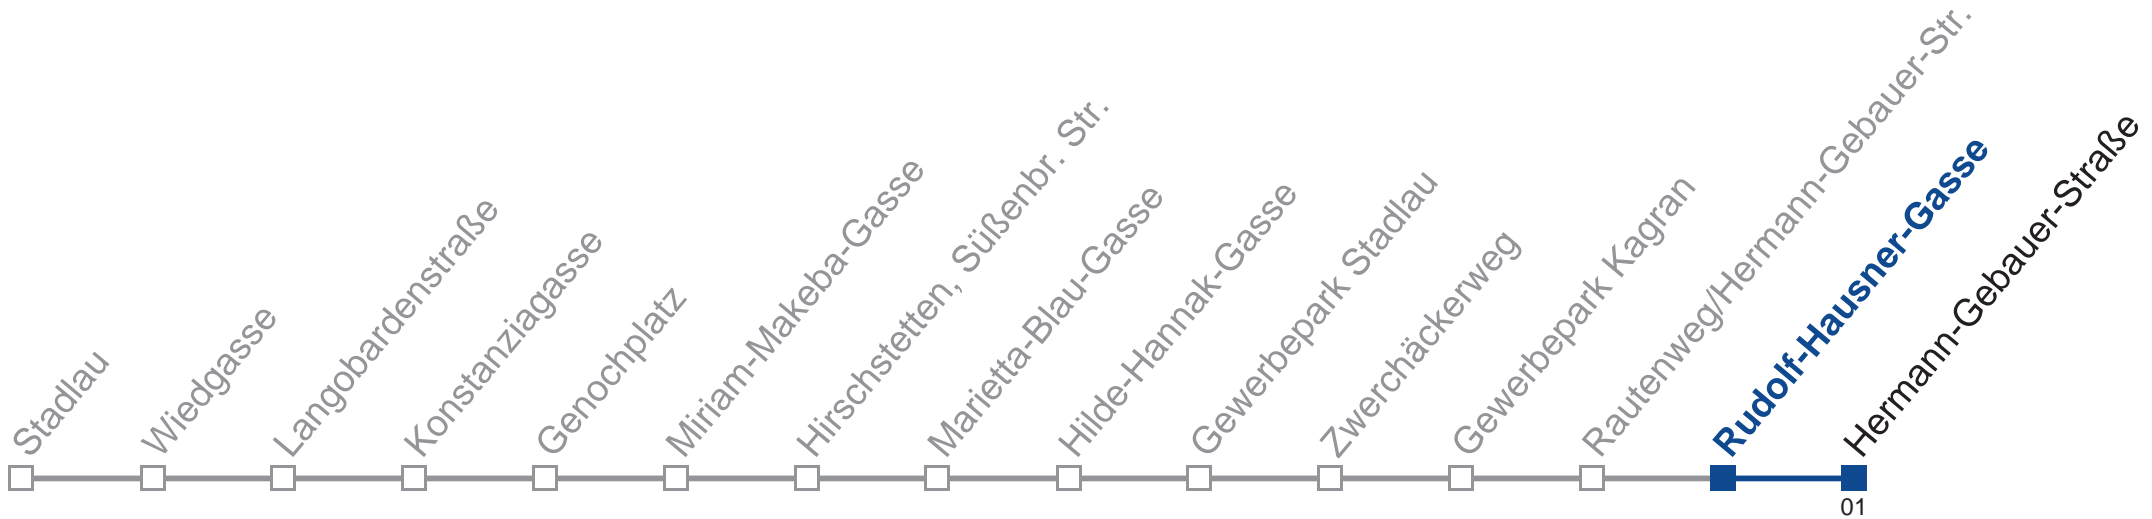 Stadlau
Wiedgasse
Langobardenstraße
Konstanziagasse
Genochplatz
Miriam-Makeba-Gasse
Hirschstetten, Süßenbr. Str.
Marietta-Blau-Gasse
Hilde-Hannak-Gasse
Gewerbepark Stadlau
Zwerchäckerweg
Gewerbepark Kagran
Rautenweg/Hermann-Gebauer-Str.
Rudolf-Hausner-Gasse
Hermann-Gebauer-Straße
01